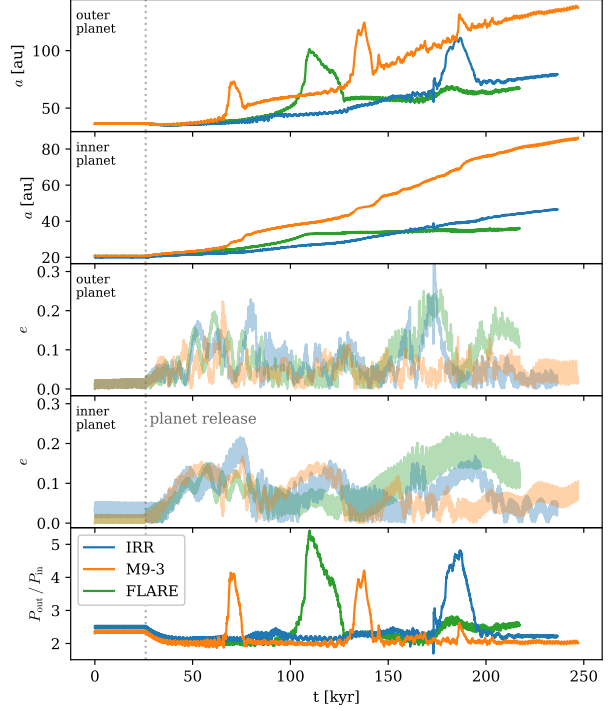 outer
planet
a [au]
100
50
inner
planet
a [au]
80
60
40
20
outer
planet
e
0.3
0.2
0.1
0.0
inner
planet
planet release
e
0.3
0.2
0.1
0.0
P_out / P_in
5
4
3
2
IRR
M9-3
FLARE
0 50 100 150 200 250
t [kyr]